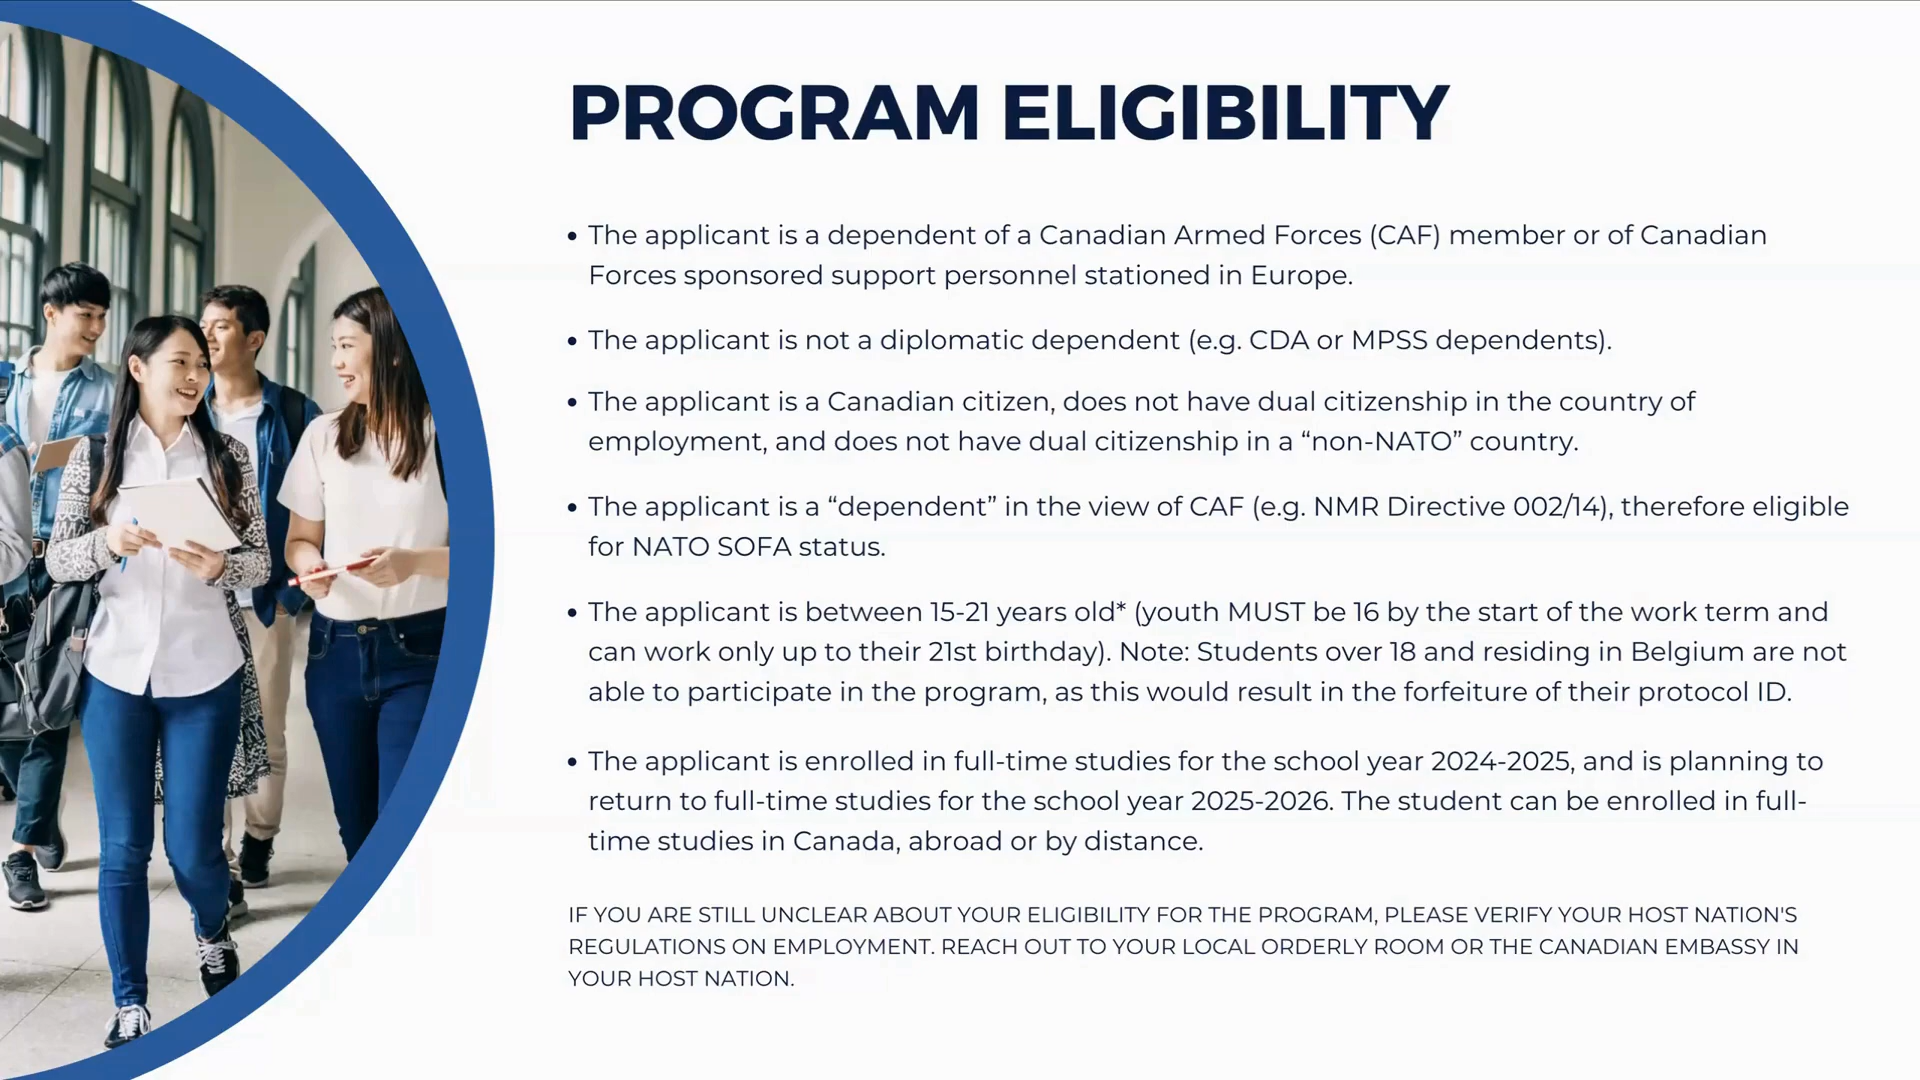 PROGRAM ELIGIBILITY
• The applicant is a dependent of a Canadian Armed Forces (CAF) member or of Canadian
Forces sponsored support personnel stationed in Europe.
• The applicant is not a diplomatic dependent (e.g. CDA or MPSS dependents).
• The applicant is a Canadian citizen, does not have dual citizenship in the country of
employment, and does not have dual citizenship in a “non-NATO” country.
• The applicant is a “dependent” in the view of CAF (e.g. NMR Directive 002/14), therefore eligible
for NATO SOFA status.
• The applicant is between 15-21 years old* (youth MUST be 16 by the start of the work term and
can work only up to their 21st birthday). Note: Students over 18 and residing in Belgium are not
able to participate in the program, as this would result in the forfeiture of their protocol ID.
• The applicant is enrolled in full-time studies for the school year 2024-2025, and is planning to
return to full-time studies for the school year 2025-2026. The student can be enrolled in full-
time studies in Canada, abroad or by distance.
IF YOU ARE STILL UNCLEAR ABOUT YOUR ELIGIBILITY FOR THE PROGRAM, PLEASE VERIFY YOUR HOST NATION'S
REGULATIONS ON EMPLOYMENT. REACH OUT TO YOUR LOCAL ORDERLY ROOM OR THE CANADIAN EMBASSY IN
YOUR HOST NATION.